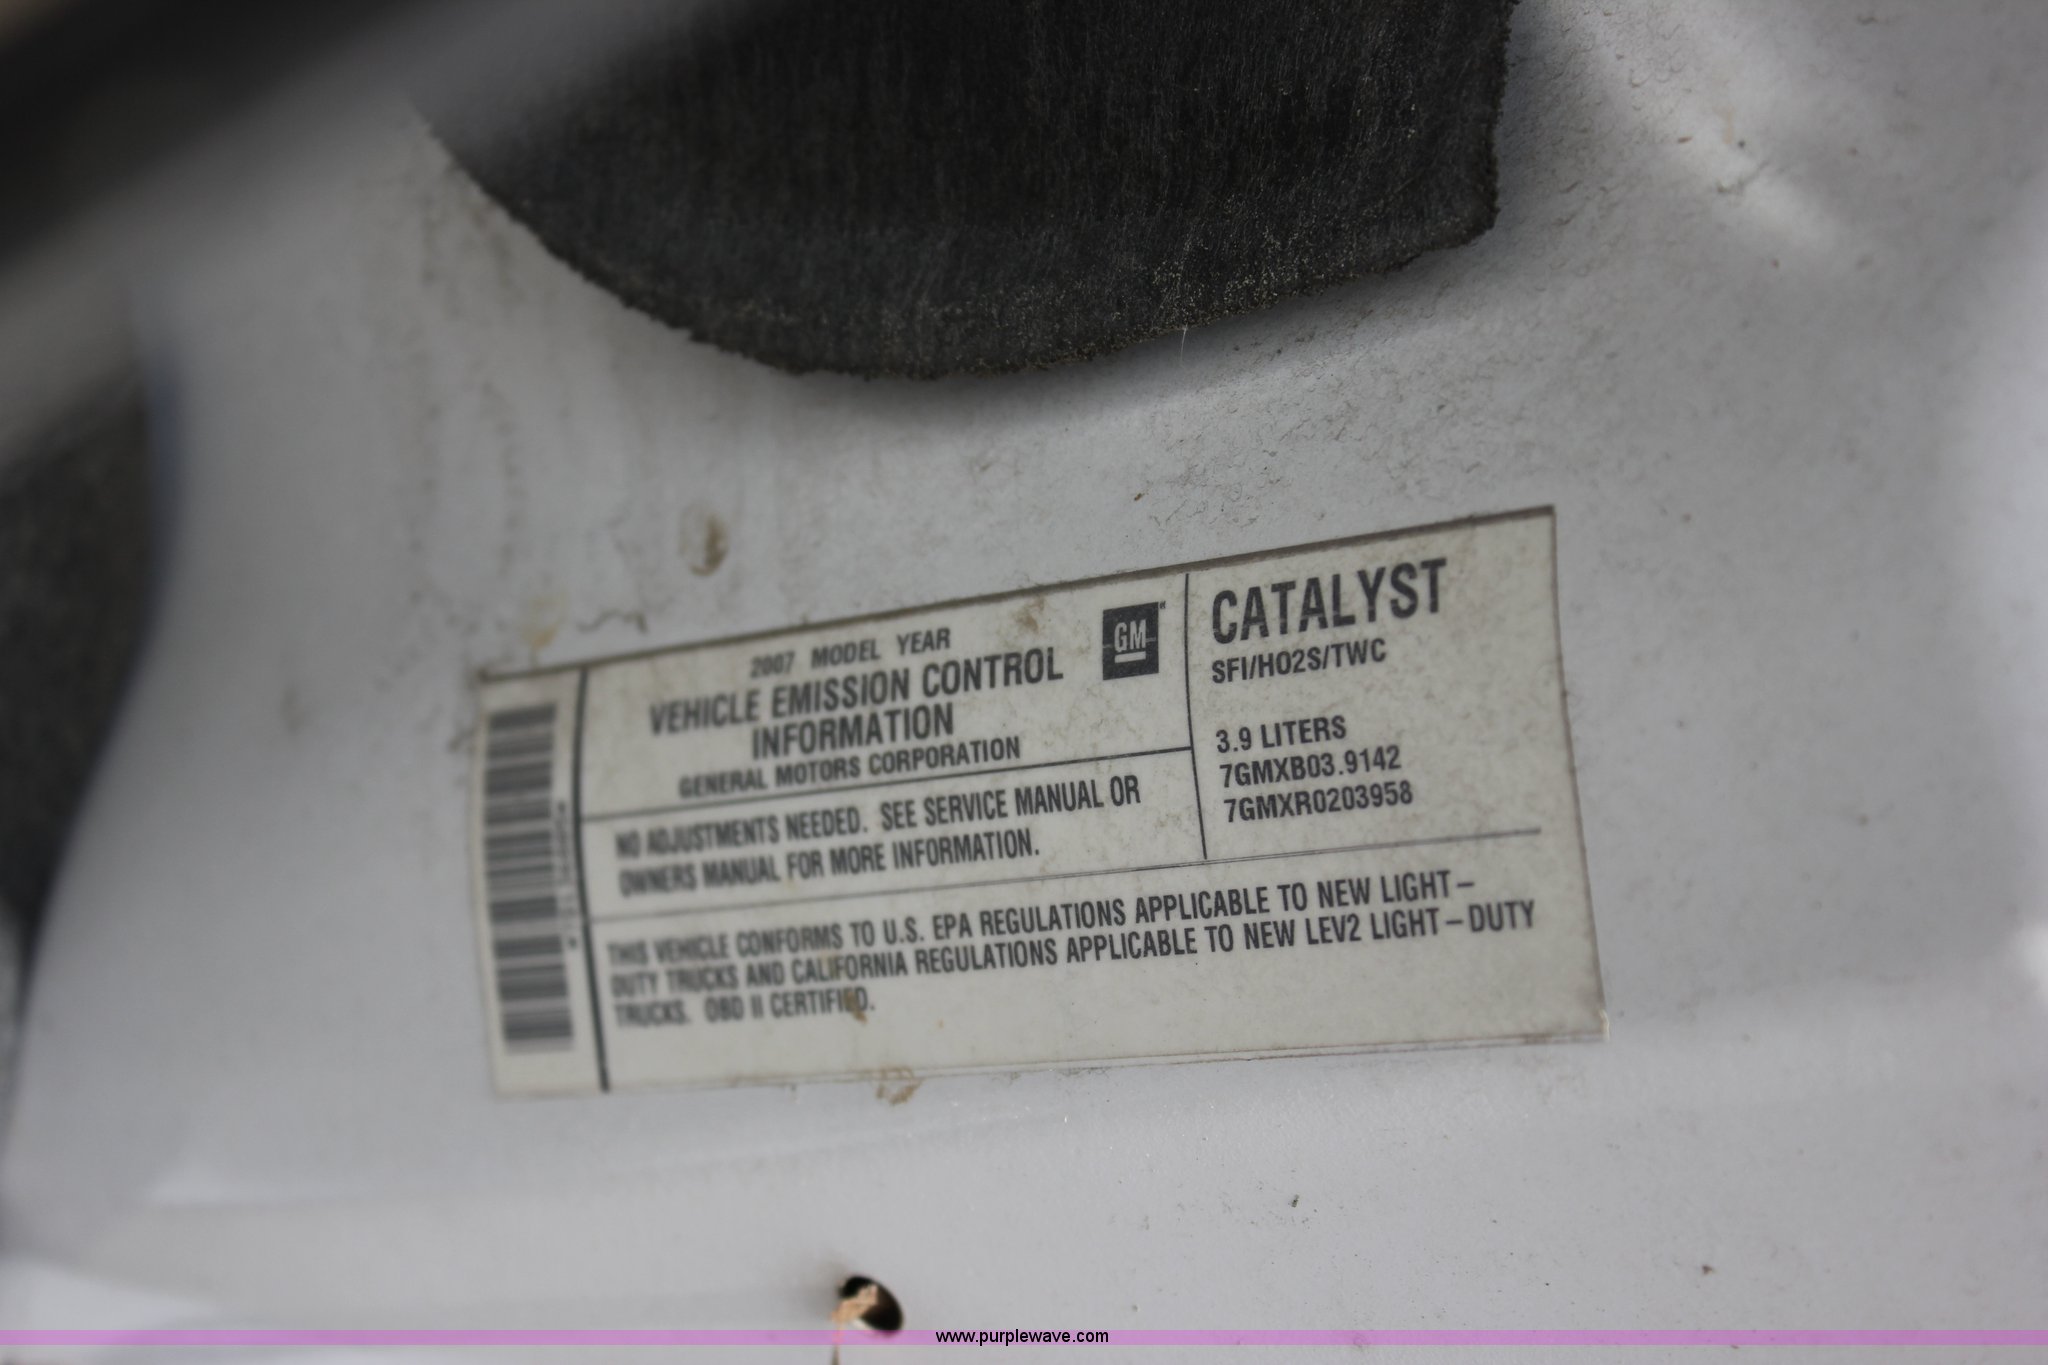 2007 MODEL YEAR
VEHICLE EMISSION CONTROL
INFORMATION
GENERAL MOTORS CORPORATION
GM
CATALYST
SFI/HO2S/TWC
3.9 LITERS
7GMXB03.9142
7GMXR0203958
NO ADJUSTMENTS NEEDED. SEE SERVICE MANUAL OR
OWNERS MANUAL FOR MORE INFORMATION.
THIS VEHICLE CONFORMS TO U.S. EPA REGULATIONS APPLICABLE TO NEW LIGHT–
DUTY TRUCKS AND CALIFORNIA REGULATIONS APPLICABLE TO NEW LEV2 LIGHT–DUTY
TRUCKS. OBD II CERTIFIED.
www.purplewave.com